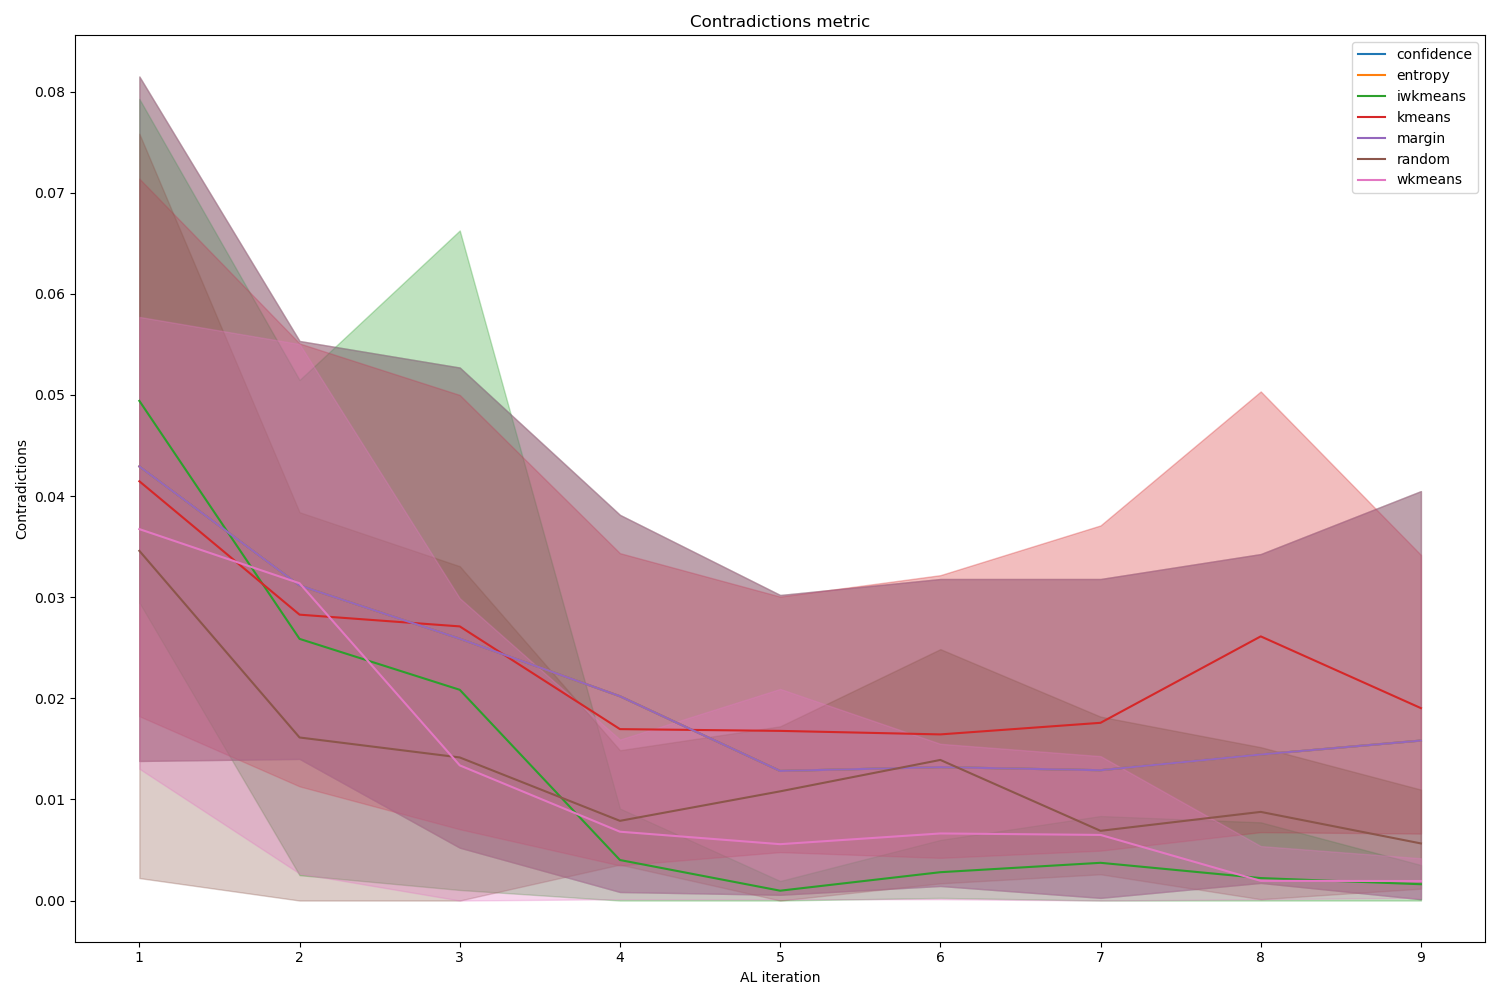 Contradictions metric
confidence
entropy
iwkmeans
kmeans
margin
random
wkmeans
Contradictions
0.08
0.07
0.06
0.05
0.04
0.03
0.02
0.01
0.00
1 2 3 4 5 6 7 8 9
AL iteration